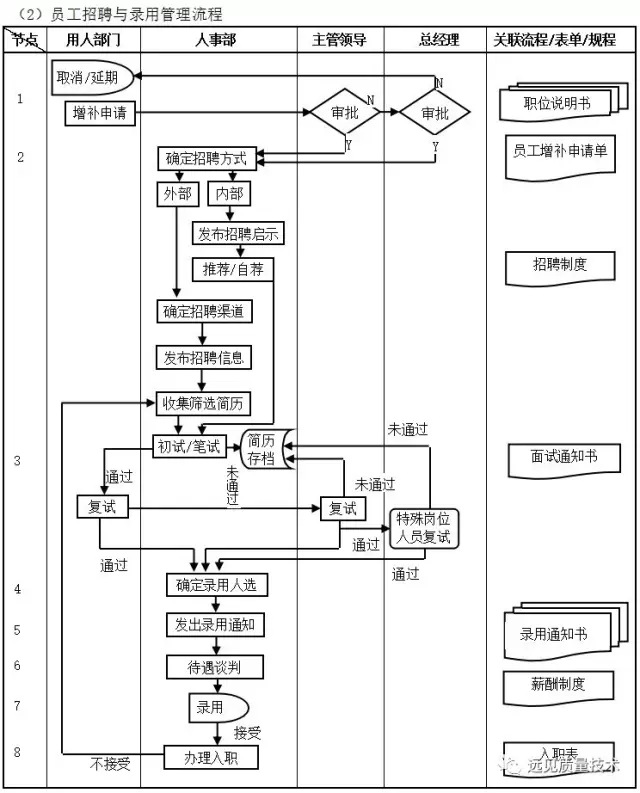 （2）员工招聘与录用管理流程
节点 用人部门 人事部 主管领导 总经理 关联流程/表单/规程
取消/延期
N
1 增补申请 审批 N 审批 职位说明书
Y Y
2 确定招聘方式 员工增补申请单
外部 内部
发布招聘启示
推荐/自荐 招聘制度
确定招聘渠道
发布招聘信息
收集筛选简历
未通过
初试/笔试 简历
存档
3 面试通知书
通过 未通过 未通过
复试 复试 特殊岗位
人员复试
通过
通过 通过
4 确定录用人选
5 发出录用通知 录用通知书
6 待遇谈判
薪酬制度
7 录用
接受
8 办理入职 入职表
不接受
远见质量技术